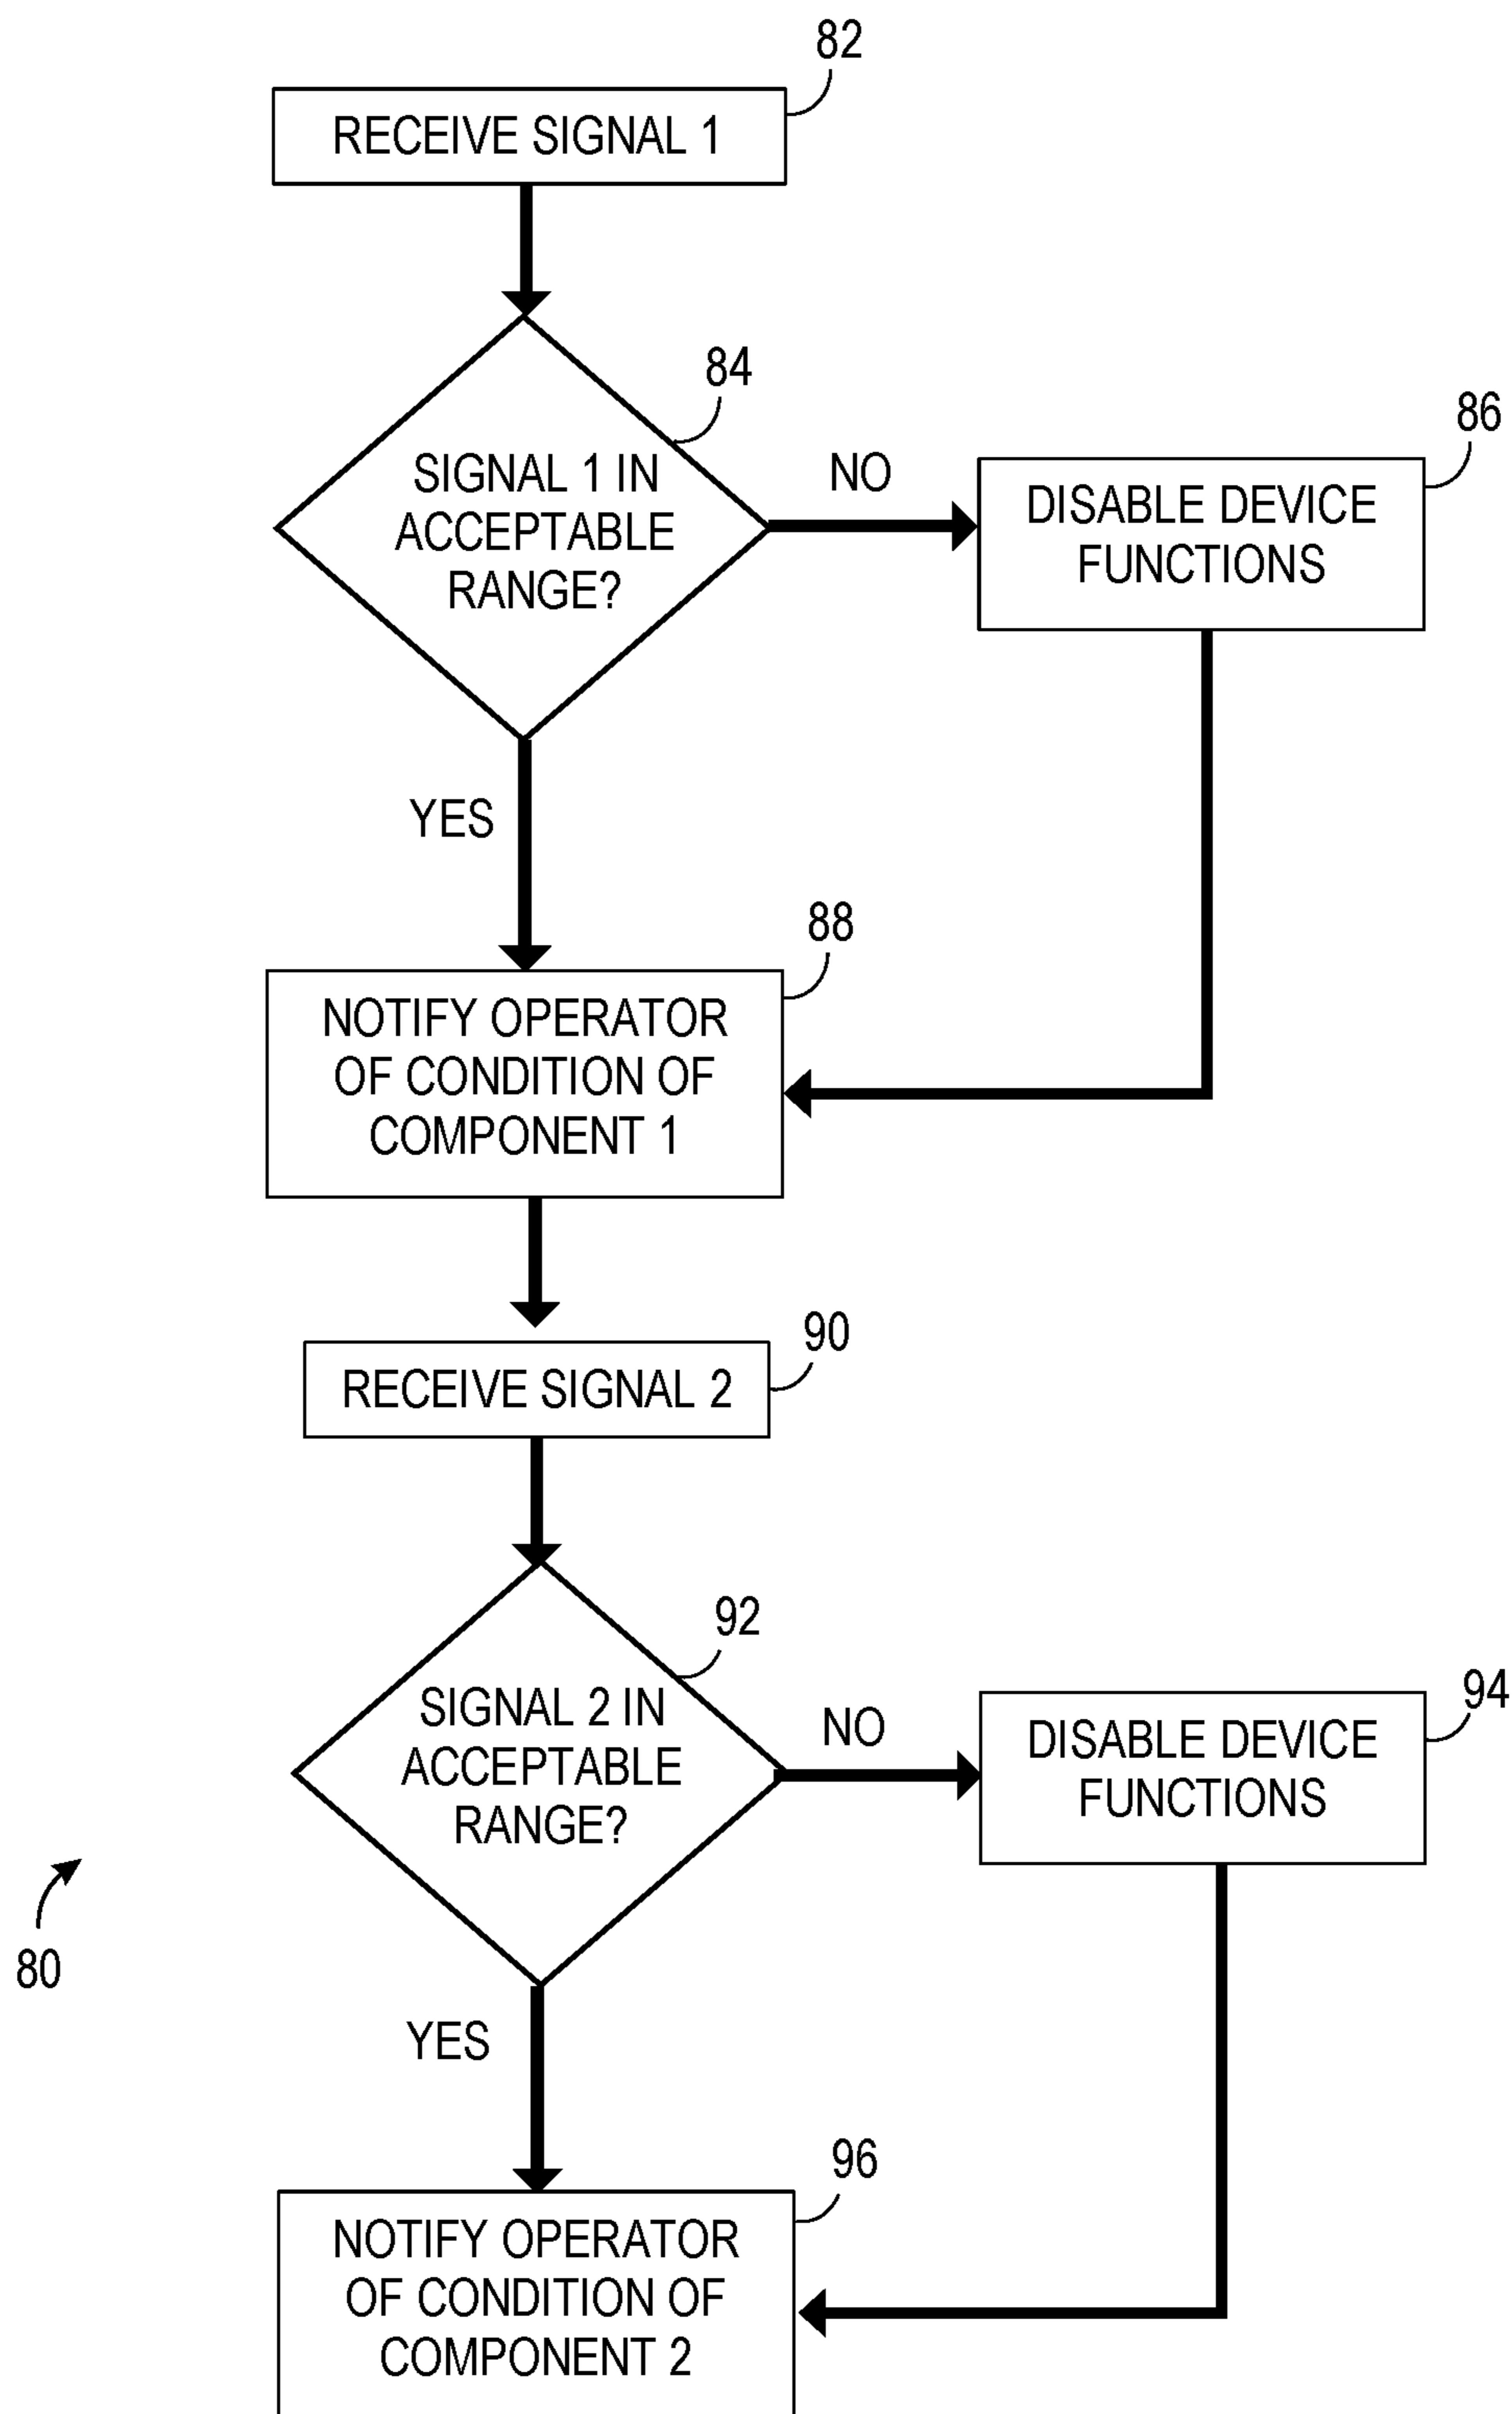 82
RECEIVE SIGNAL 1
84
SIGNAL 1 IN
ACCEPTABLE
RANGE?
NO
86
DISABLE DEVICE
FUNCTIONS
YES
88
NOTIFY OPERATOR
OF CONDITION OF
COMPONENT 1
90
RECEIVE SIGNAL 2
92
SIGNAL 2 IN
ACCEPTABLE
RANGE?
NO
94
DISABLE DEVICE
FUNCTIONS
80
YES
96
NOTIFY OPERATOR
OF CONDITION OF
COMPONENT 2